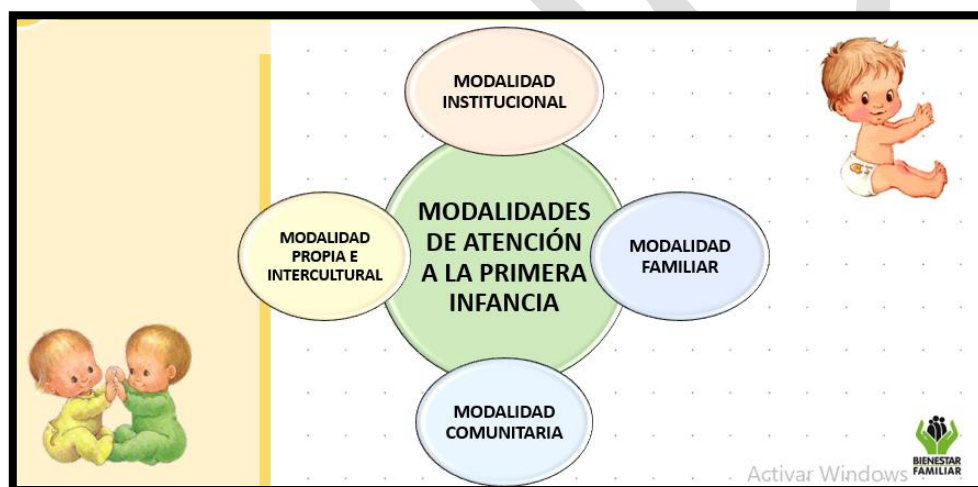 MODALIDAD
INSTITUCIONAL
MODALIDADES
DE ATENCIÓN
A LA PRIMERA
INFANCIA
MODALIDAD
PROPIA E
INTERCULTURAL
MODALIDAD
FAMILIAR
MODALIDAD
COMUNITARIA
BIENESTAR
FAMILIAR
Activar Windows